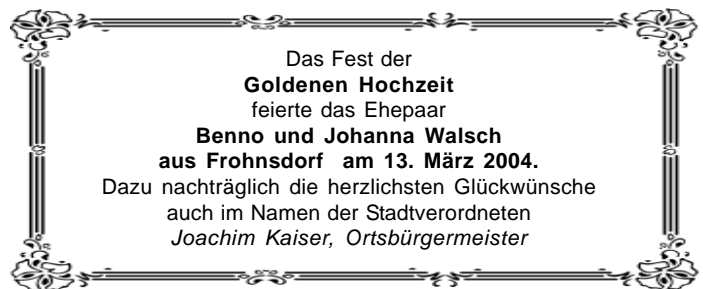 Das Fest der
Goldenen Hochzeit
feierte das Ehepaar
Benno und Johanna Walsch
aus Frohnsdorf am 13. März 2004.
Dazu nachträglich die herzlichsten Glückwünsche
auch im Namen der Stadtverordneten
Joachim Kaiser, Ortsbürgermeister